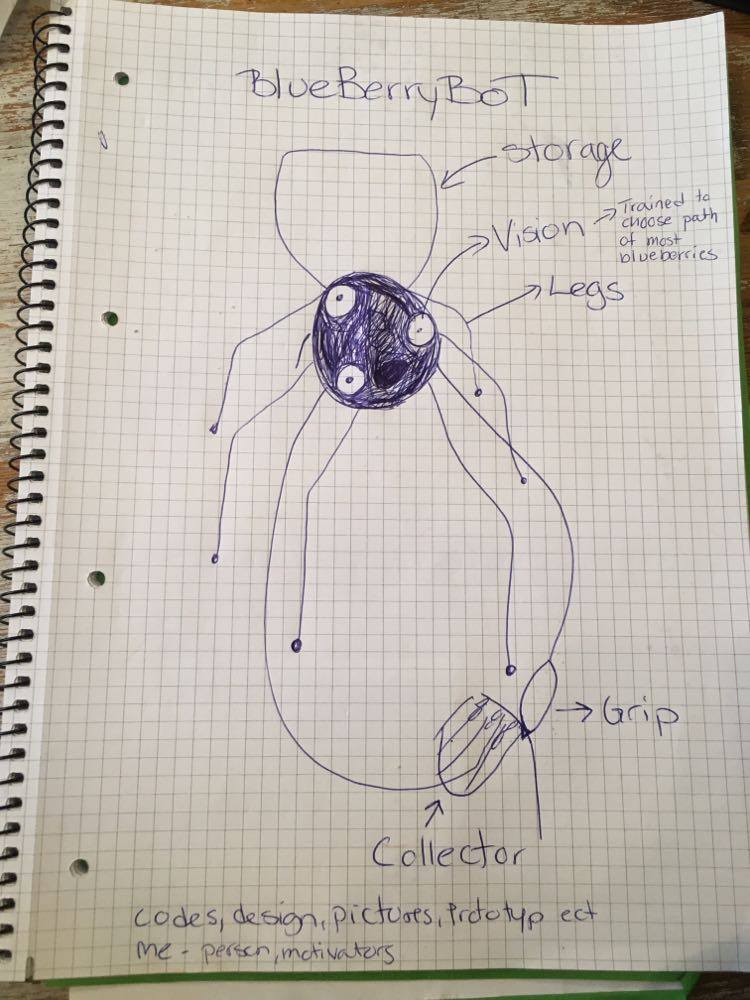 BlueBerryBoT
Storage
Vision
Trained to
choose path
of most
blueberries
Legs
Grip
Collector
codes, design, pictures, Prototyp ect
me - person, motivators